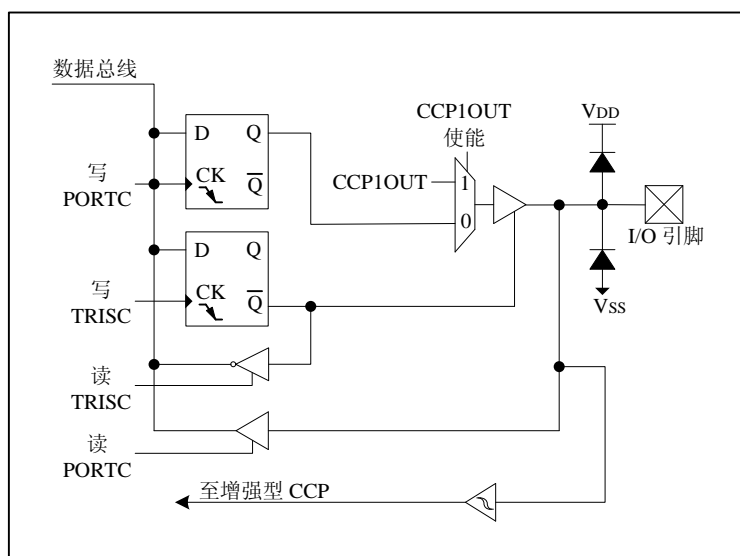 数据总线
D Q
写
PORTC
CK Q
CCP1OUT
使能
CCP1OUT
1
0
VDD
I/O 引脚
VSS
D Q
写
TRISC
CK Q
读
TRISC
读
PORTC
至增强型 CCP